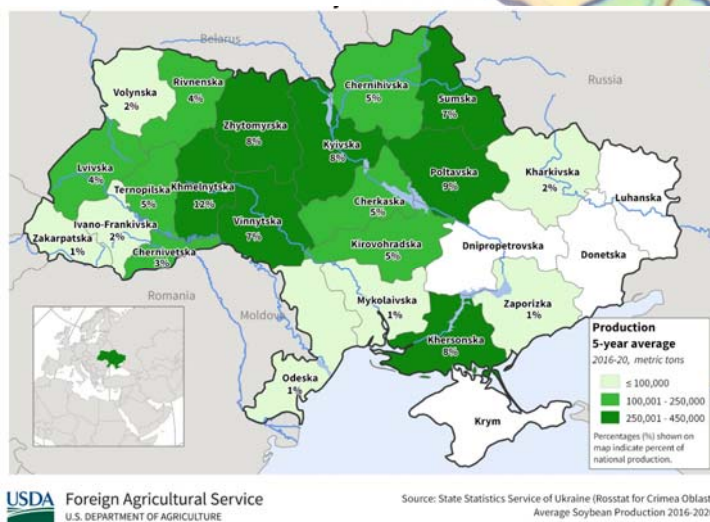 Belarus
Russia
Volynska
2%
Rivnenska
4%
Chernihivska
5%
Sumska
7%
Zhytomyrska
8%
Kyivska
8%
Lvivska
4%
Ternopilska
5%
Khmelnytska
12%
Poltavska
9%
Kharkivska
2%
Luhanska
Cherkaska
5%
Ivano-Frankivska
2%
Vinnytska
7%
Zakarpatska
1%
Chernivetska
3%
Kirovohradska
5%
Dnipropetrovska
Donetska
Romania
Moldov
Mykolaivska
1%
Zaporizka
1%
Khersonska
8%
Odeska
1%
Krym
Production
5-year average
2016-20, metric tons
≤ 100,000
100,001 - 250,000
250,001 - 450,000
Percentages (%) shown on
map indicate percent of
national production.
USDA Foreign Agricultural Service
U.S. DEPARTMENT OF AGRICULTURE
Source: State Statistics Service of Ukraine (Rosstat for Crimea Oblast
Average Soybean Production 2016-202